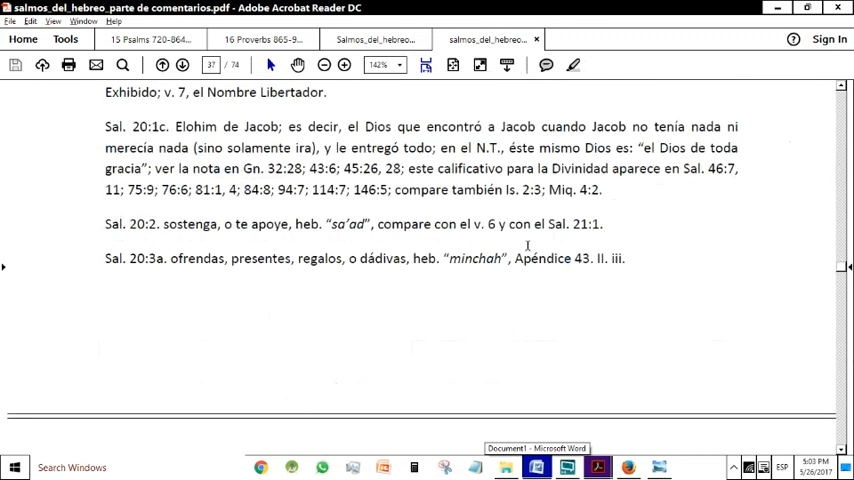 salmos_del_hebreo_parte de comentarios.pdf - Adobe Acrobat Reader DC
File Edit View Window Help
Home Tools 15 Psalms 720-864... 16 Proverbs 865-9... Salmos_del_hebreo... salmos_del_hebreo... × ? Sign In
37 / 74 142%
Exhibido; v. 7, el Nombre Libertador.
Sal. 20:1c. Elohim de Jacob; es decir, el Dios que encontró a Jacob cuando Jacob no tenía nada ni
merecía nada (sino solamente ira), y le entregó todo; en el N.T., éste mismo Dios es: “el Dios de toda
gracia”; ver la nota en Gn. 32:28; 43:6; 45:26, 28; este calificativo para la Divinidad aparece en Sal. 46:7,
11; 75:9; 76:6; 81:1, 4; 84:8; 94:7; 114:7; 146:5; compare también Is. 2:3; Miq. 4:2.
Sal. 20:2. sostenga, o te apoye, heb. “sa’ad”, compare con el v. 6 y con el Sal. 21:1.
Sal. 20:3a. ofrendas, presentes, regalos, o dádivas, heb. “minchah”, Apéndice 43. II. iii.
Document1 - Microsoft Word
Search Windows
ESP
5:03 PM
5/26/2017